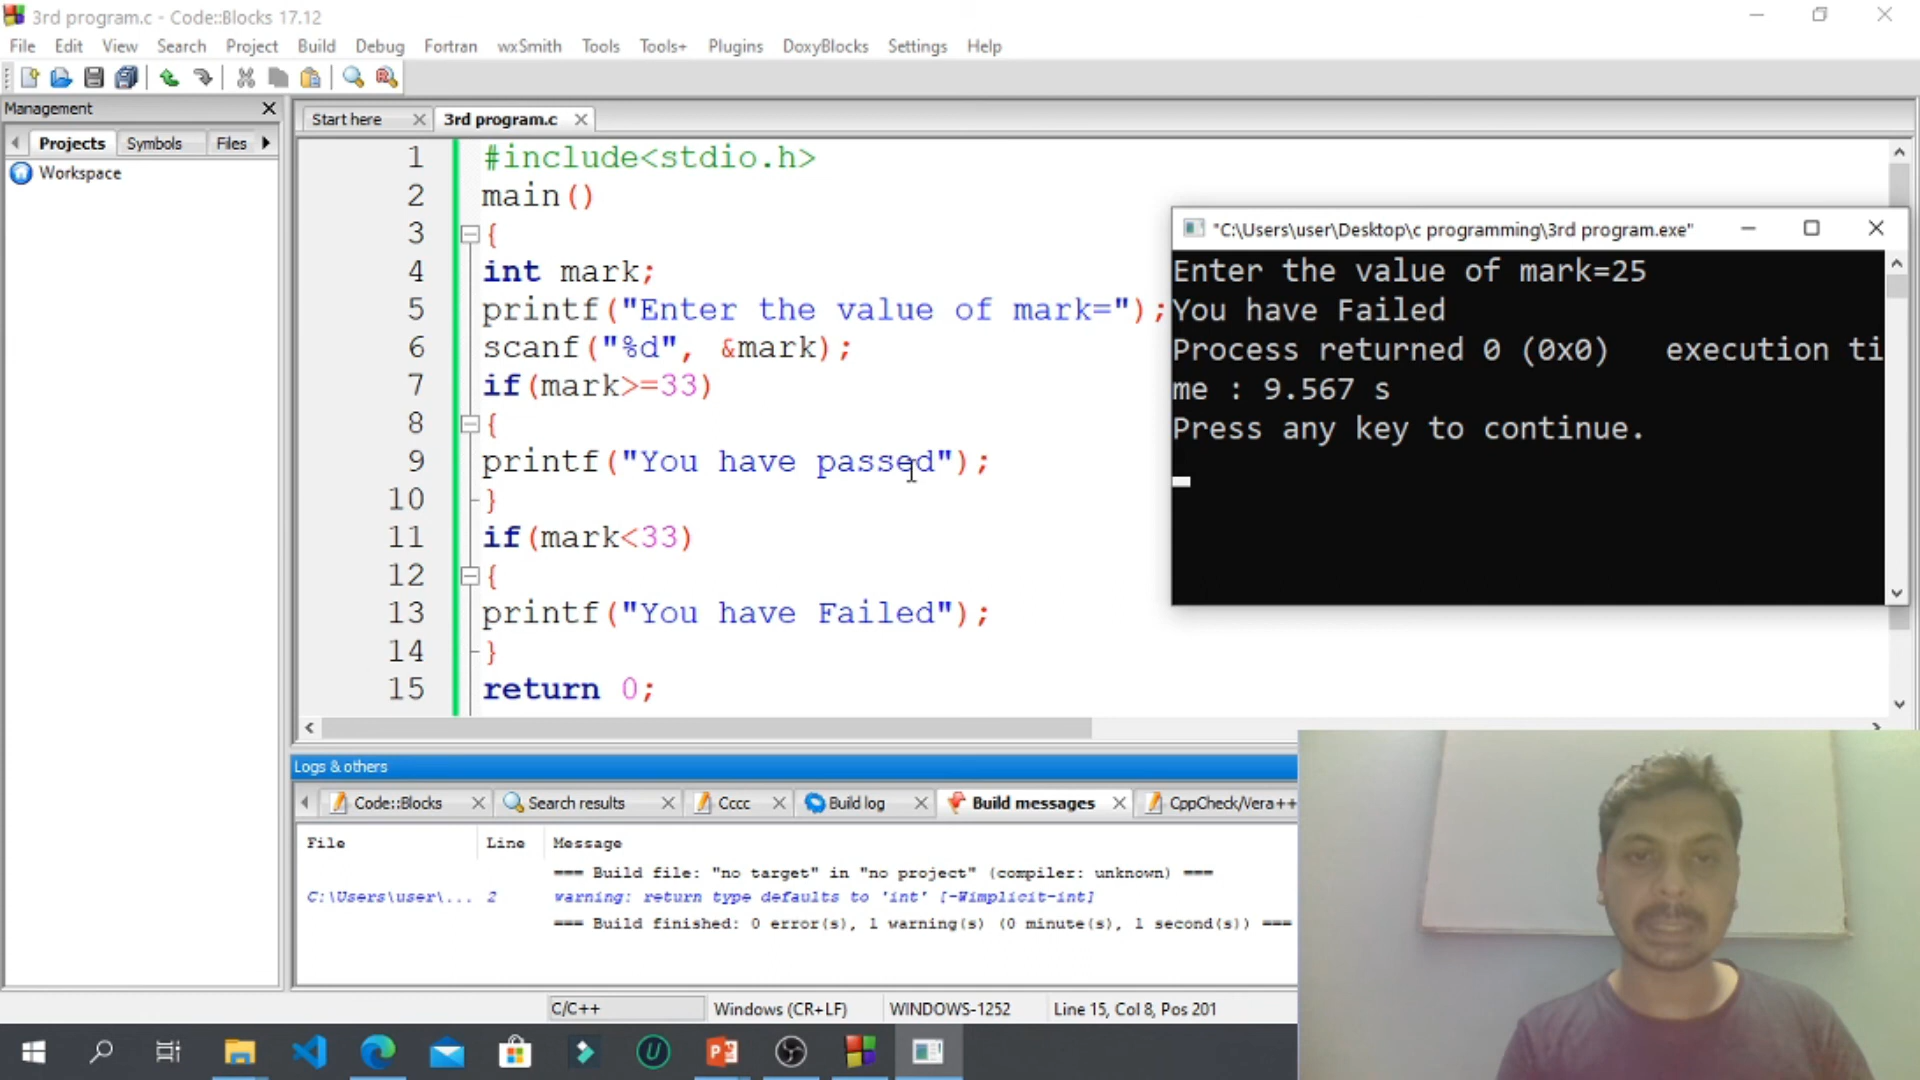 3rd program.c - Code::Blocks 17.12
File Edit View Search Project Build Debug Fortran wxSmith Tools Tools+ Plugins DoxyBlocks Settings Help
Management
Projects Symbols Files
Workspace
Start here 3rd program.c
1 #include<stdio.h>
2 main()
3 {
4 int mark;
5 printf("Enter the value of mark=");
6 scanf("%d", &mark);
7 if(mark>=33)
8 {
9 printf("You have passed");
10 }
11 if(mark<33)
12 {
13 printf("You have Failed");
14 }
15 return 0;
"C:\Users\user\Desktop\c programming\3rd program.exe"
Enter the value of mark=25
You have Failed
Process returned 0 (0x0)   execution ti
me : 9.567 s
Press any key to continue.
Logs & others
Code::Blocks Search results Cccc Build log Build messages CppCheck/Vera++
File Line Message
=== Build file: "no target" in "no project" (compiler: unknown) ===
C:\Users\user\... 2 warning: return type defaults to 'int' [-Wimplicit-int]
=== Build finished: 0 error(s), 1 warning(s) (0 minute(s), 1 second(s)) ===
C/C++ Windows (CR+LF) WINDOWS-1252 Line 15, Col 8, Pos 201